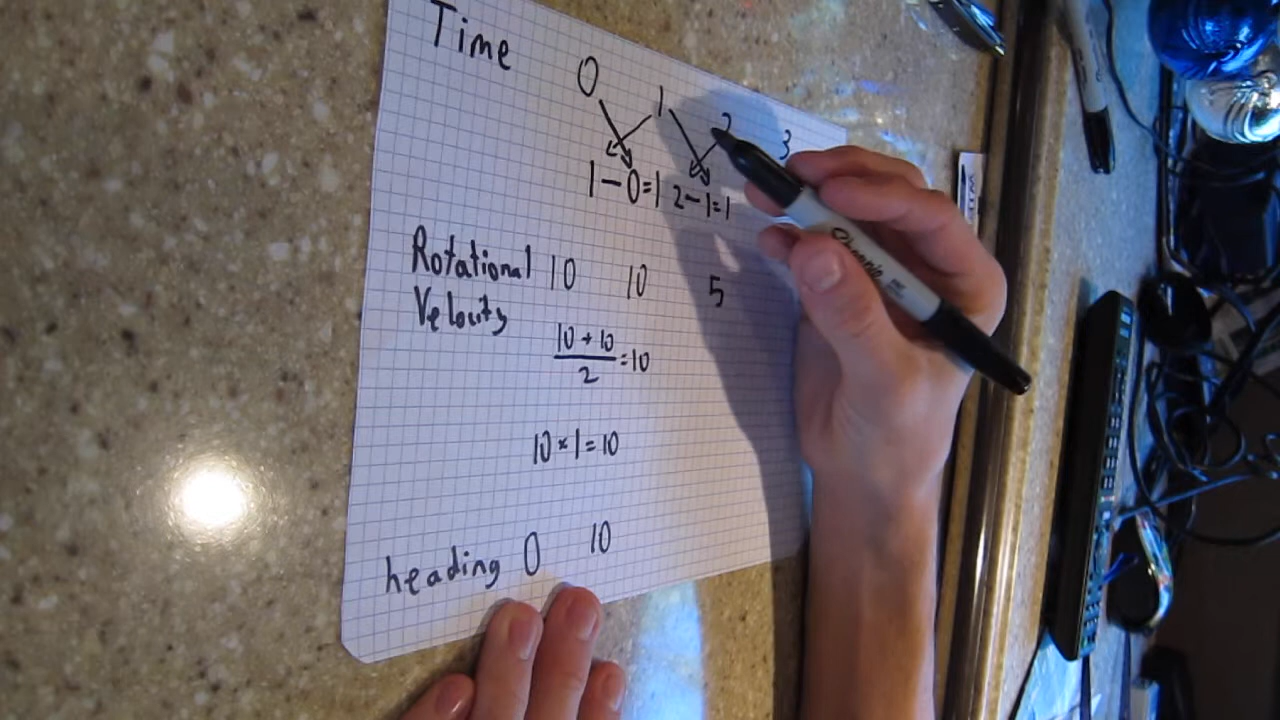 Time 0 1 2 3
1-0=1 2-1=1
Rotational 10 10 5
Velocity
10+10
2
=10
10×1=10
heading 0 10
Sharpie